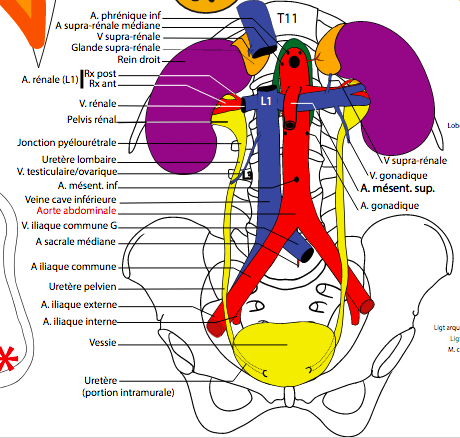 A. phrénique inf
T11
A supra-rénale médiane
V supra-rénale
Glande supra-rénale
Rein droit
A. rénale (L1)
Rx post
Rx ant
L1
V. rénale
Pelvis rénal
Lob
Jonction pyélourétrale
Uretère lombaire
V supra-rénale
V. testiculaire/ovarique
L3
V. gonadique
A. mésent. inf
A. mésent. sup.
Veine cave inférieure
A. gonadique
Aorte abdominale
V. iliaque commune G
A sacrale médiane
A iliaque commune
Uretère pelvien
A. iliaque externe
A. iliaque interne
Ligt arqu
Ligt
Vessie
M. c
Uretère
(portion intramurale)